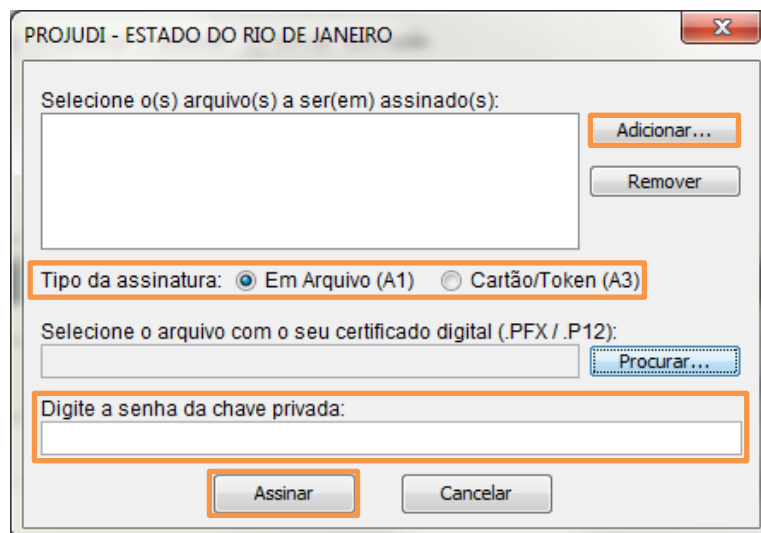 PROJUDI - ESTADO DO RIO DE JANEIRO
Selecione o(s) arquivo(s) a ser(em) assinado(s):
Adicionar...
Remover
Tipo da assinatura: Em Arquivo (A1) Cartão/Token (A3)
Selecione o arquivo com o seu certificado digital (.PFX / .P12):
Procurar...
Digite a senha da chave privada:
Assinar Cancelar